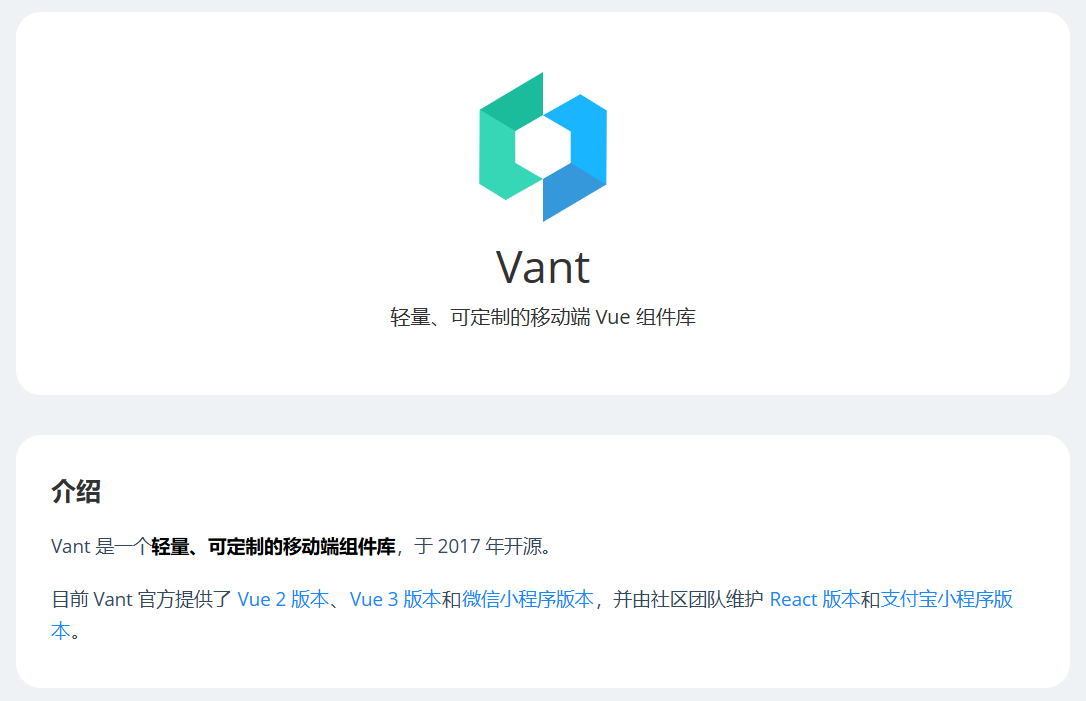 Vant
轻量、可定制的移动端 Vue 组件库
介绍
Vant 是一个轻量、可定制的移动端组件库，于 2017 年开源。
目前 Vant 官方提供了 Vue 2 版本、Vue 3 版本和微信小程序版本，并由社区团队维护 React 版本和支付宝小程序版
本。